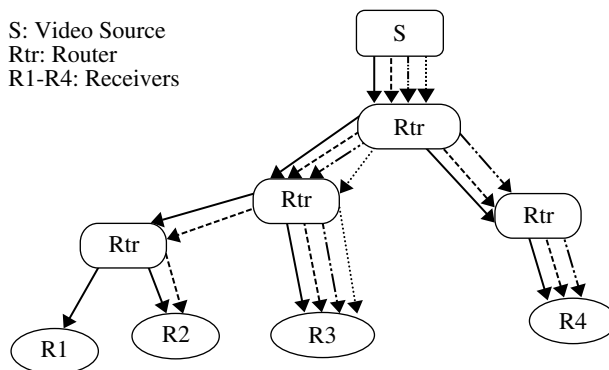 S: Video Source
Rtr: Router
R1-R4: Receivers
S
Rtr
Rtr
Rtr
Rtr
R1
R2
R3
R4